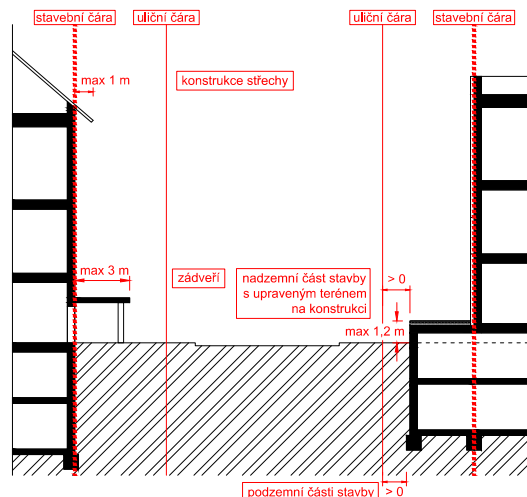 stavební čára
uliční čára
uliční čára
stavební čára
max 1 m
konstrukce střechy
max 3 m
zádveří
nadzemní část stavby
s upraveným terénem
na konstrukci
> 0
max 1,2 m
podzemní části stavby
> 0